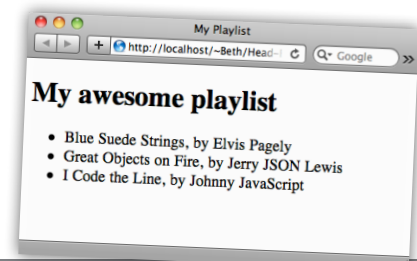 My Playlist
http://localhost/~Beth/Head-
Google
My awesome playlist
• Blue Suede Strings, by Elvis Pagely
• Great Objects on Fire, by Jerry JSON Lewis
• I Code the Line, by Johnny JavaScript